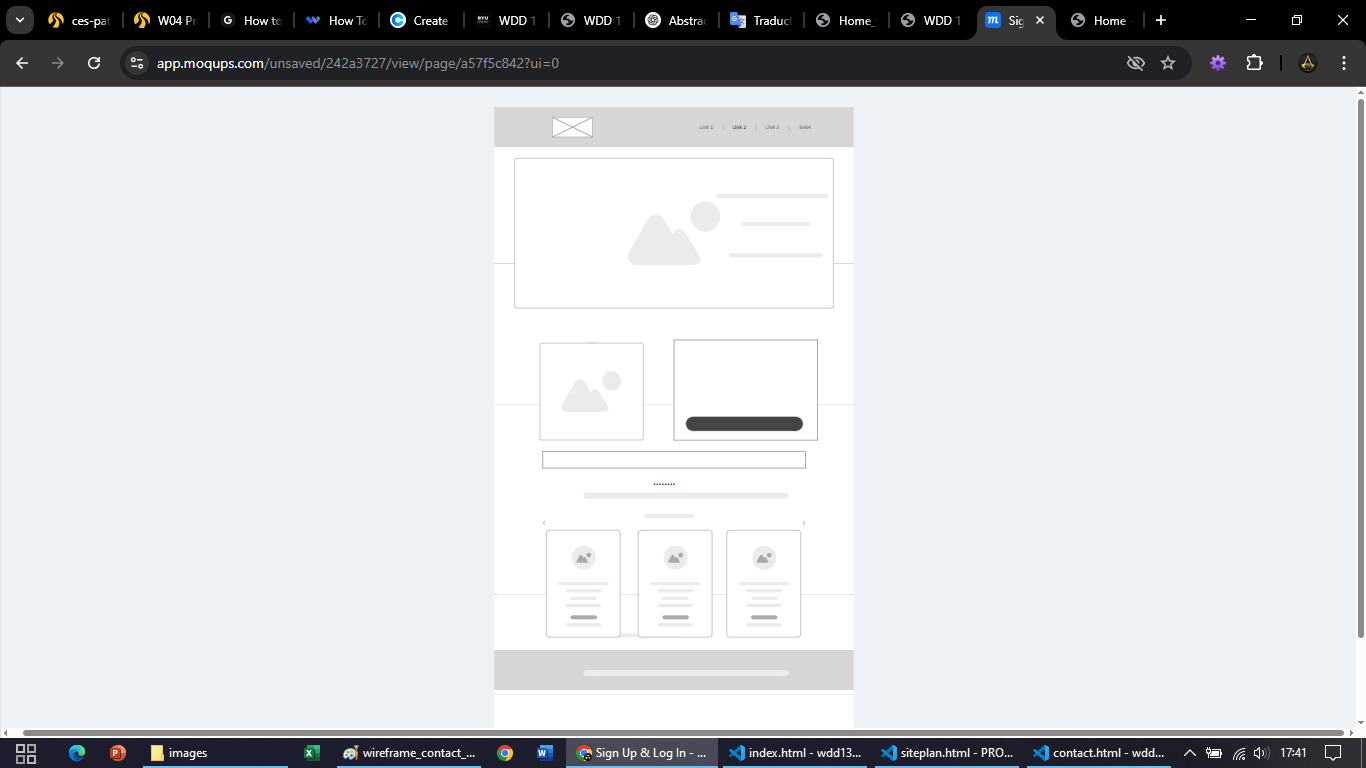 ces-pat
W04 Pr
How to
How To
Create
BYU
WDD 1
WDD 1
Abstrac
Traduct
Home_
WDD 1
Sig
Home
app.moqups.com/unsaved/242a3727/view/page/a57f5c842?ui=0
Link 1 | Link 2 | Link 3 | link4
........
images
wireframe_contact_...
Sign Up & Log In - ...
index.html - wdd13...
siteplan.html - PRO...
contact.html - wdd...
17:41